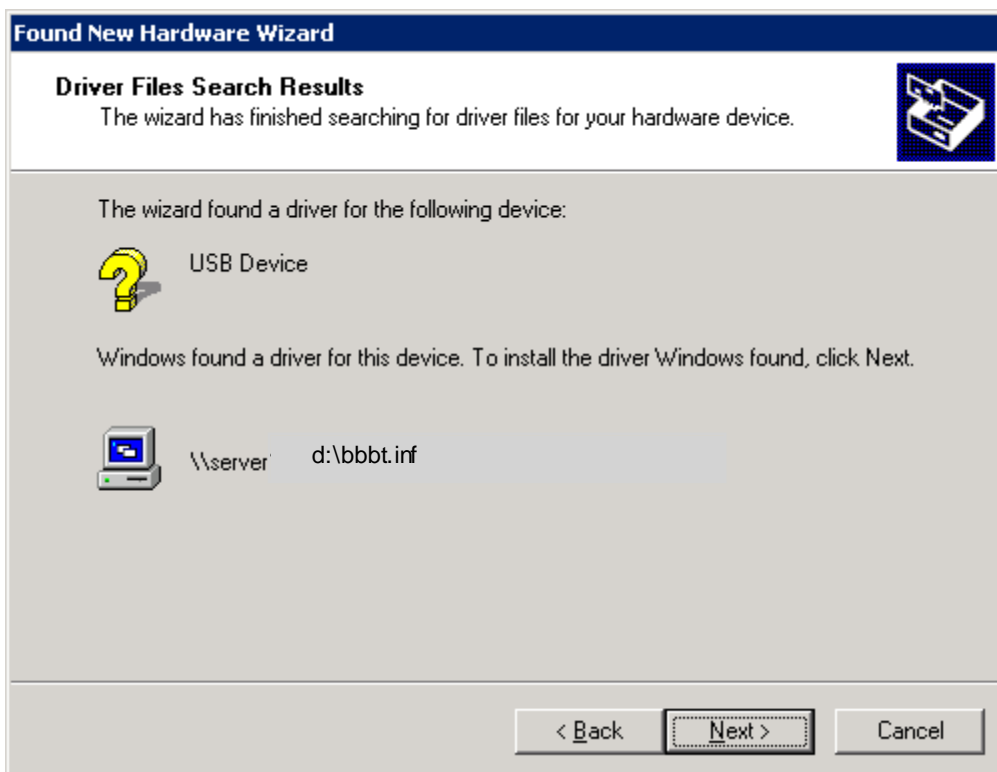 Found New Hardware Wizard
Driver Files Search Results
The wizard has finished searching for driver files for your hardware device.
The wizard found a driver for the following device:
USB Device
Windows found a driver for this device. To install the driver Windows found, click Next.
\\server d:\bbbt.inf
< Back Next > Cancel